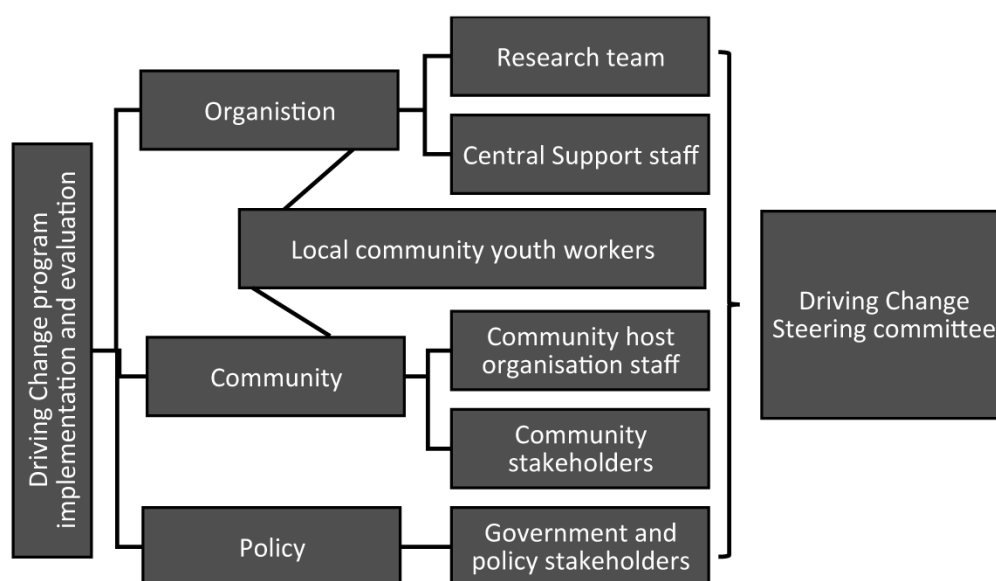 Driving Change program
implementation and evaluation
Organistion
Research team
Central Support staff
Local community youth workers
Community
Community host
organisation staff
Community
stakeholders
Policy
Government and
policy stakeholders
Driving Change
Steering committee